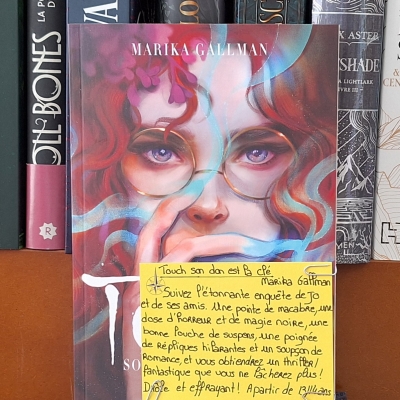 MARIKA GALLMAN
BONES
ASTER
SHADE
Touch son don est la clé
Marika Gallman
Suivez l'étonnante enquête de Jo
et de ses amis. Une pointe de macabre, une
dose d'horreur et de magie noire, une
bonne louche de suspens, une poignée
de répliques hilarantes et un soupçon de
romance, et vous obtiendrez un thriller
fantastique que vous ne lâcherez plus !
Drôle et effrayant ! A partir de 13/14 ans